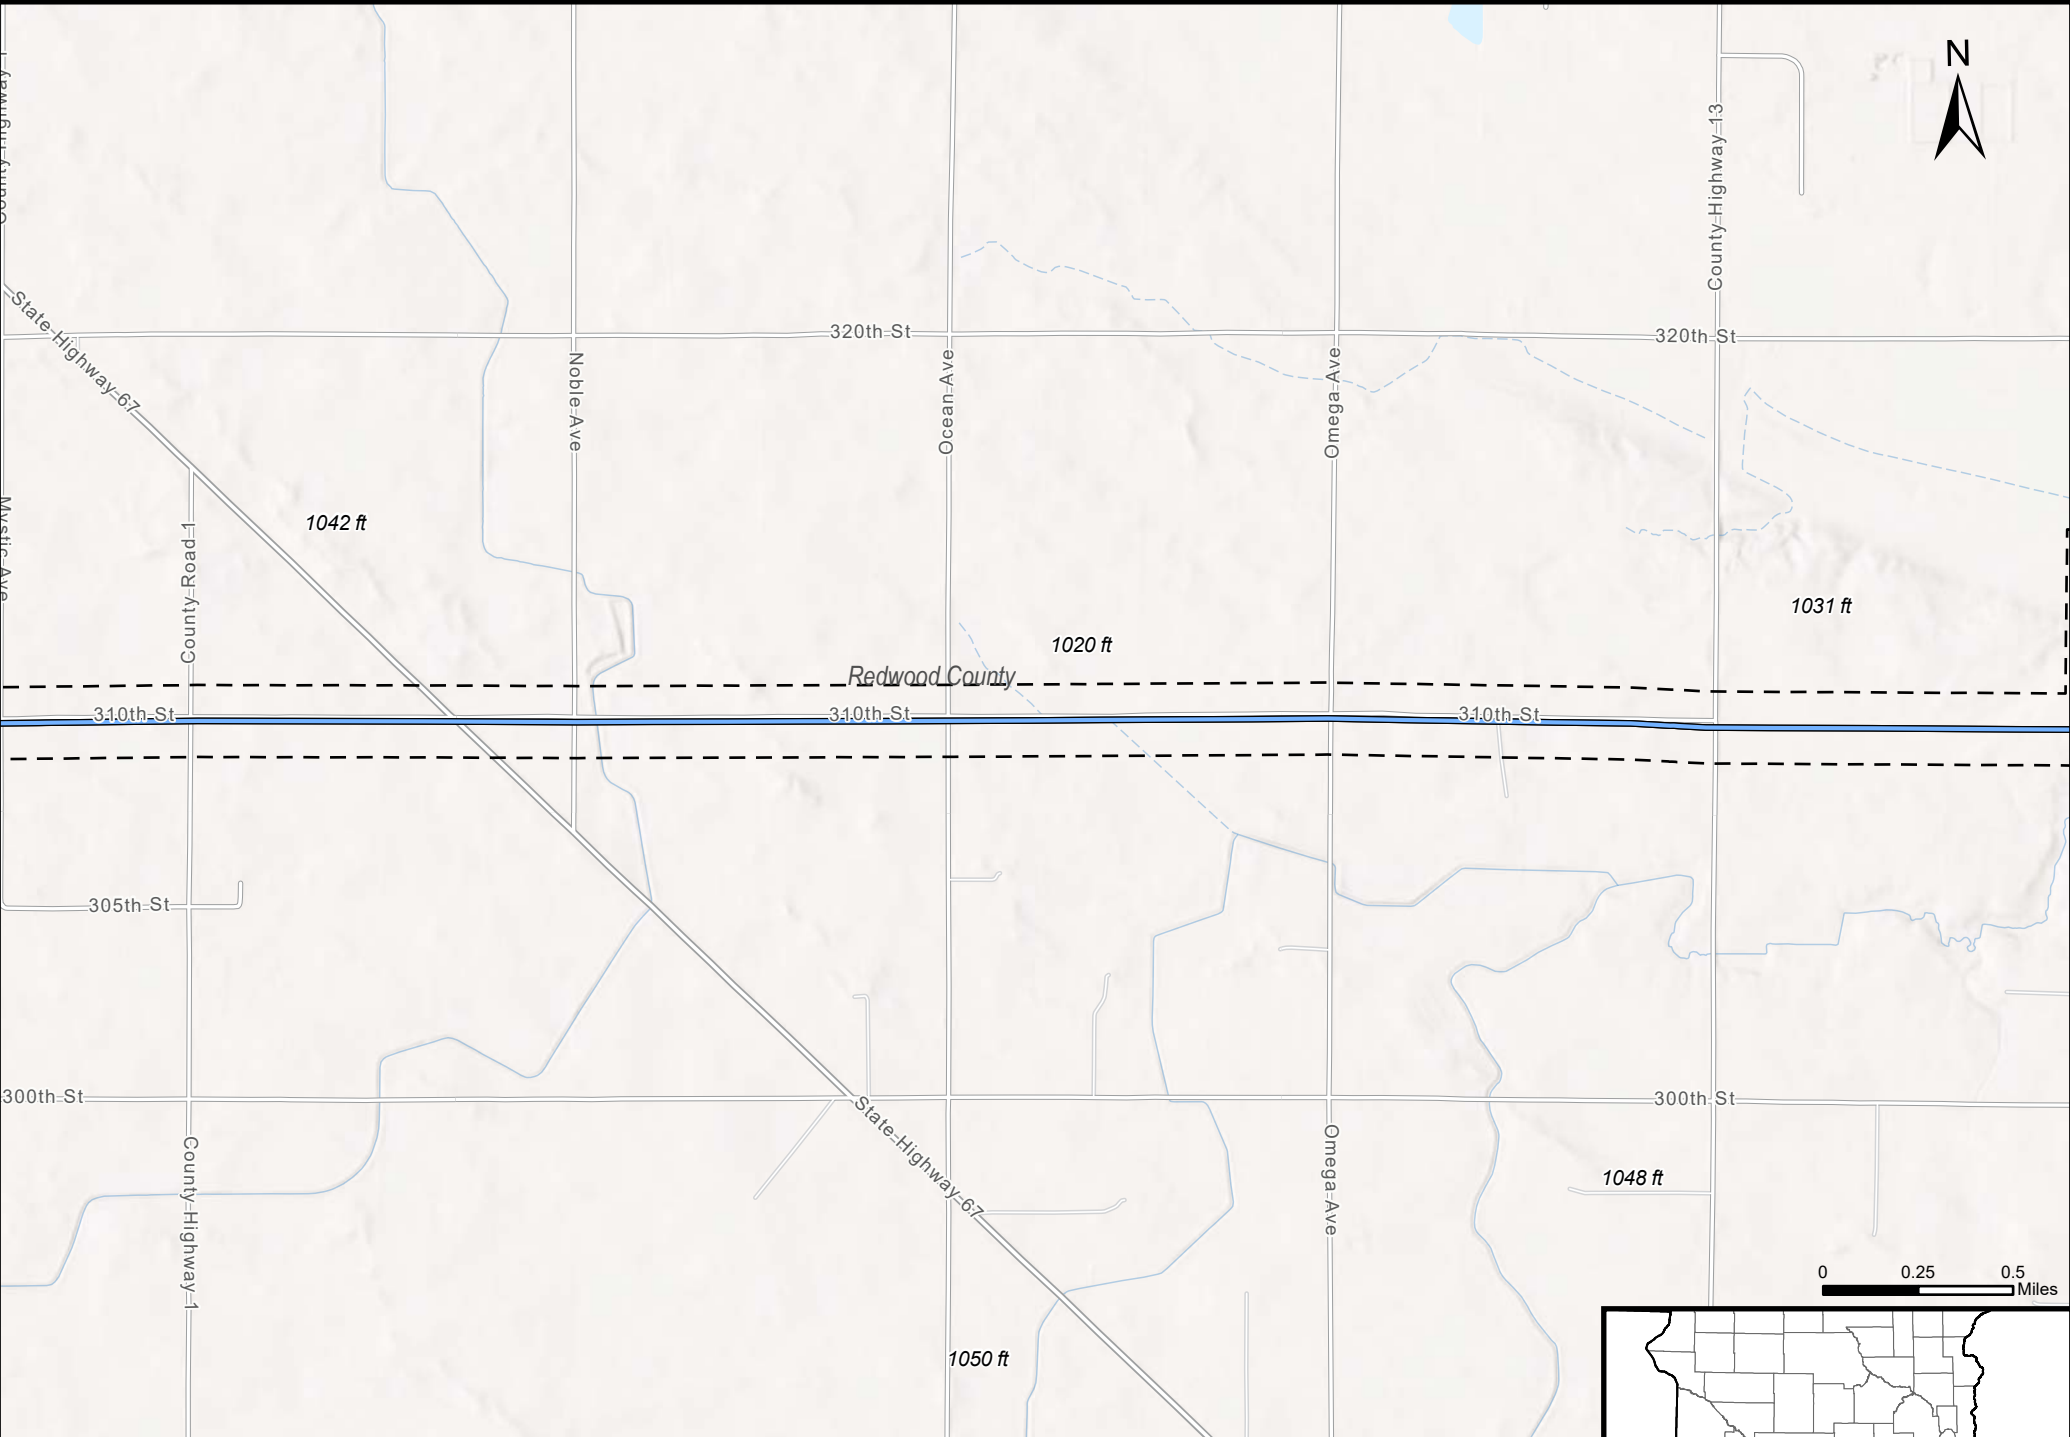 N
County Highway 1
County Highway 13
State Highway 67
320th St
320th St
Noble Ave
Ocean Ave
Omega Ave
1042 ft
Mystic Ave
County Road 1
1031 ft
1020 ft
Redwood County
310th St
310th St
310th St
305th St
300th St
300th St
State Highway 67
County Highway 1
Omega Ave
1048 ft
0 0.25 0.5
Miles
1050 ft